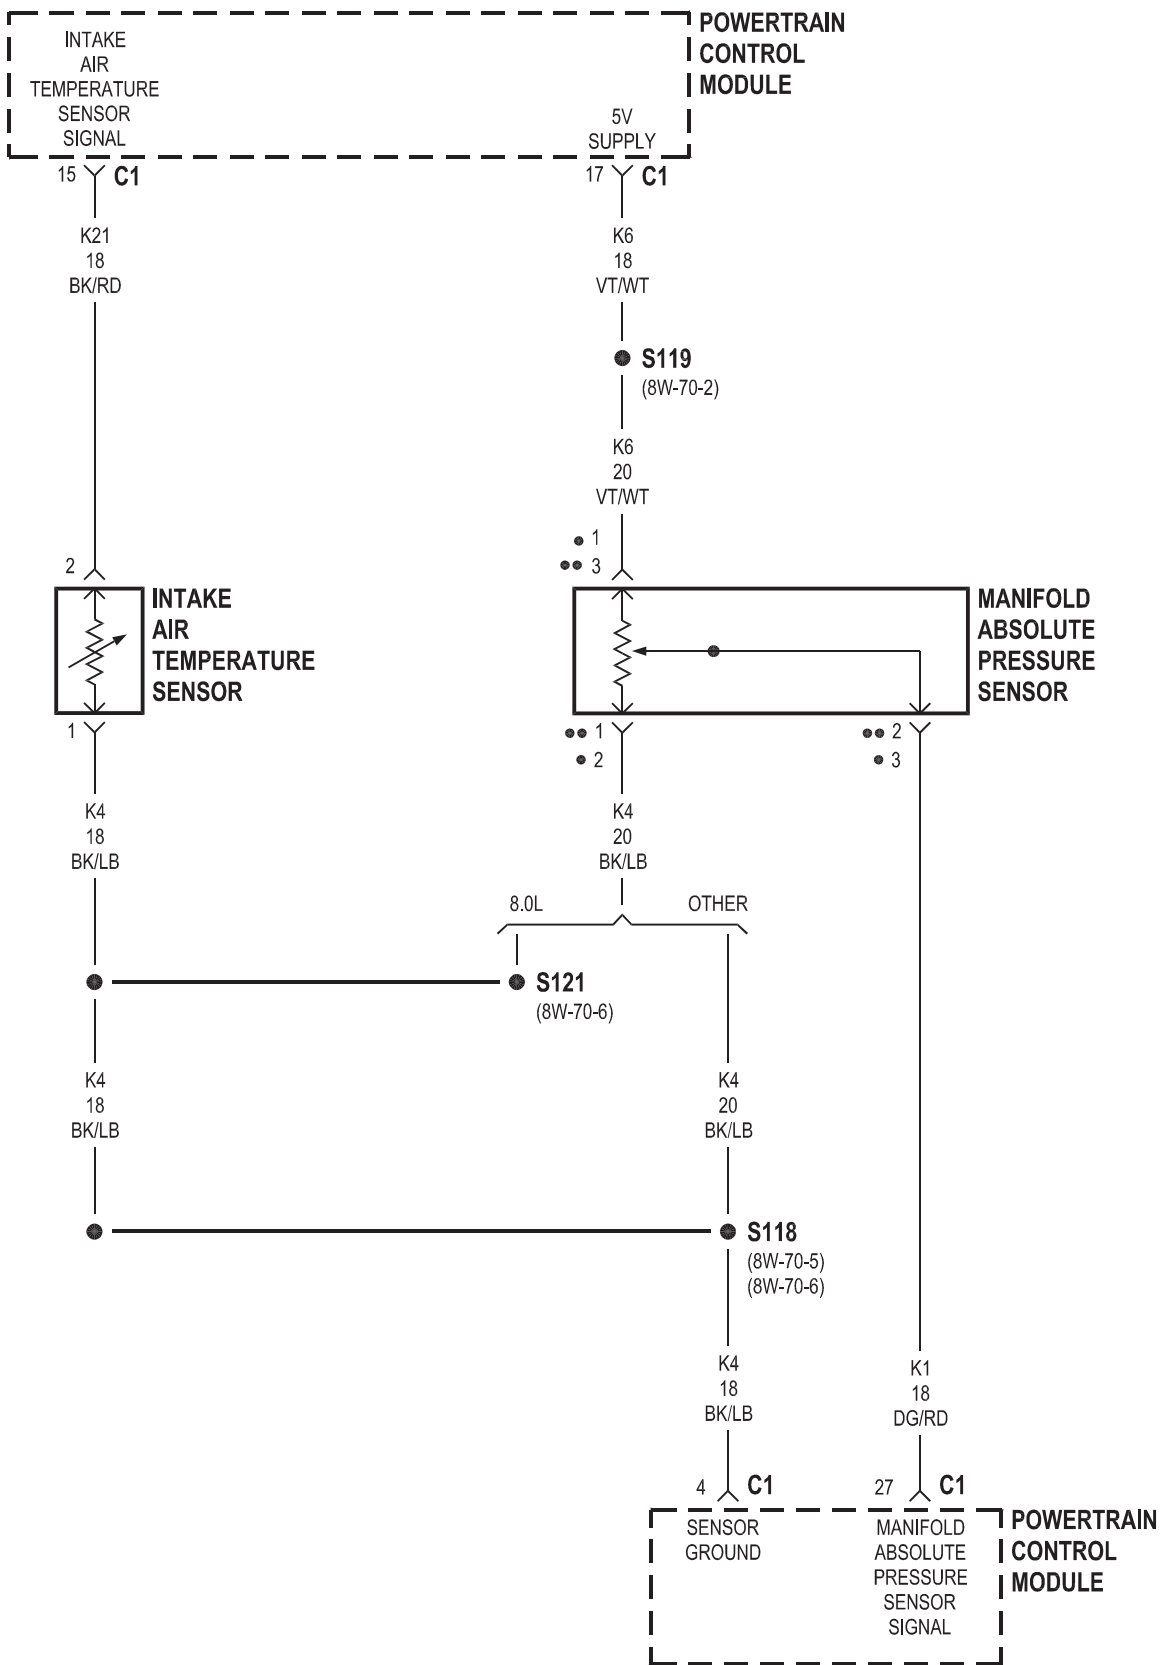 INTAKE
AIR
TEMPERATURE
SENSOR
SIGNAL
5V
SUPPLY
POWERTRAIN
CONTROL
MODULE
15 C1
17 C1
K21
18
BK/RD
K6
18
VT/WT
S119
(8W-70-2)
K6
20
VT/WT
1
3
2
INTAKE
AIR
TEMPERATURE
SENSOR
MANIFOLD
ABSOLUTE
PRESSURE
SENSOR
1
1
2
2
3
K4
18
BK/LB
K4
20
BK/LB
8.0L OTHER
S121
(8W-70-6)
K4
18
BK/LB
K4
20
BK/LB
S118
(8W-70-5)
(8W-70-6)
K4
18
BK/LB
K1
18
DG/RD
4 C1
27 C1
SENSOR
GROUND
MANIFOLD
ABSOLUTE
PRESSURE
SENSOR
SIGNAL
POWERTRAIN
CONTROL
MODULE